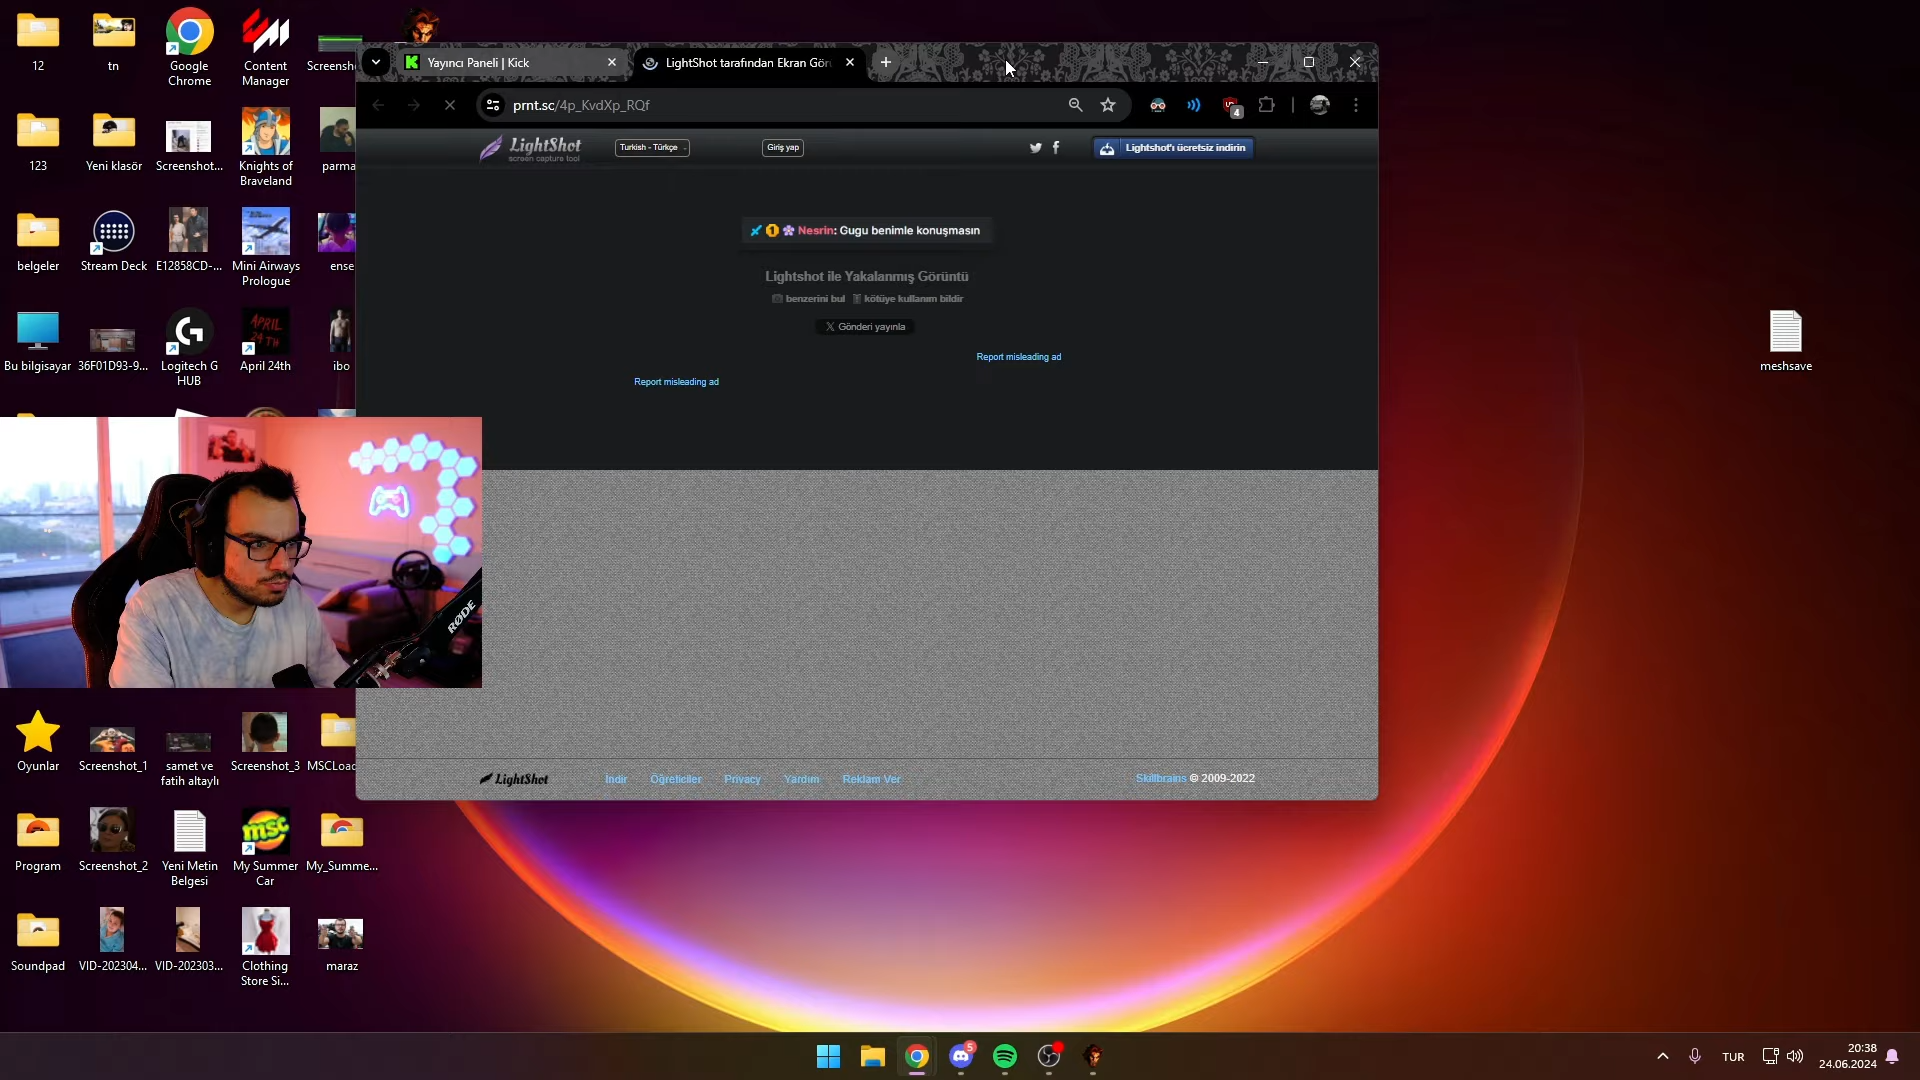 12
tn
Google
Chrome
Content
Manager
Screensh
123
Yeni klasör
Screenshot...
Knights of
Braveland
parma
belgeler
Stream Deck
E12858CD-...
Mini Airways
Prologue
ense
Bu bilgisayar
36F01D93-9...
Logitech G
HUB
APRIL
24TH
April 24th
ibo
Yayıncı Paneli | Kick
LightShot tarafından Ekran Gör
prnt.sc/4p_KvdXp_RQf
4
LightShot
screen capture tool
Turkish - Türkçe
Giriş yap
Lightshot'ı ücretsiz indirin
1 Nesrin: Gugu benimle konuşmasın
Lightshot ile Yakalanmış Görüntü
benzerini bul
kötüye kullanım bildir
Gönderi yayınla
Report misleading ad
Report misleading ad
meshsave
RØDE
LightShot
İndir
Öğreticiler
Privacy
Yardım
Reklam Ver
Skillbrains © 2009-2022
Oyunlar
Screenshot_1
samet ve
fatih altaylı
Screenshot_3
MSCLoad
Program
Screenshot_2
Yeni Metin
Belgesi
msc
My Summer
Car
My_Summe...
Soundpad
VID-202304...
VID-202303...
Clothing
Store Si...
maraz
5
TUR
20:38
24.06.2024